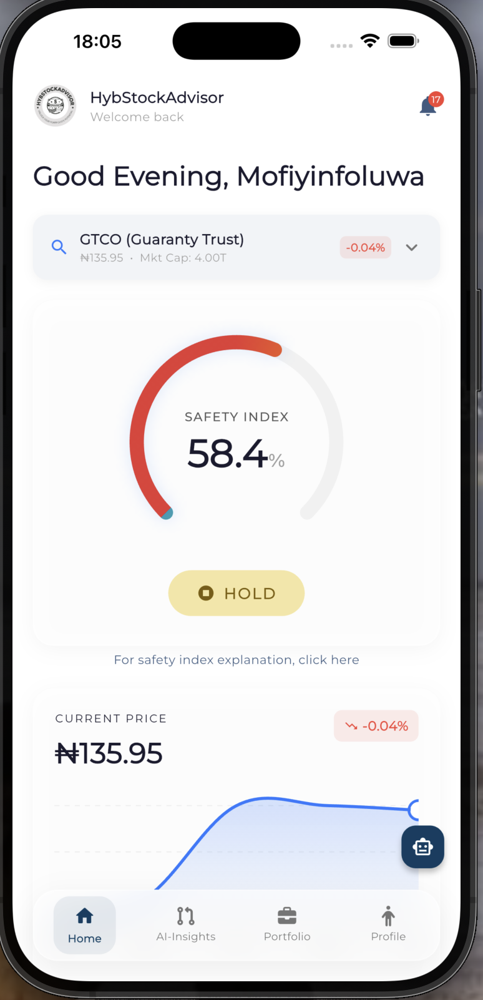 18:05
HYBSTOCKADVISOR
HybStockAdvisor
Welcome back
17
Good Evening, Mofiyinfoluwa
GTCO (Guaranty Trust)
₦135.95 • Mkt Cap: 4.00T
-0.04%
SAFETY INDEX
58.4%
HOLD
For safety index explanation, click here
CURRENT PRICE
-0.04%
₦135.95
Home
AI-Insights
Portfolio
Profile